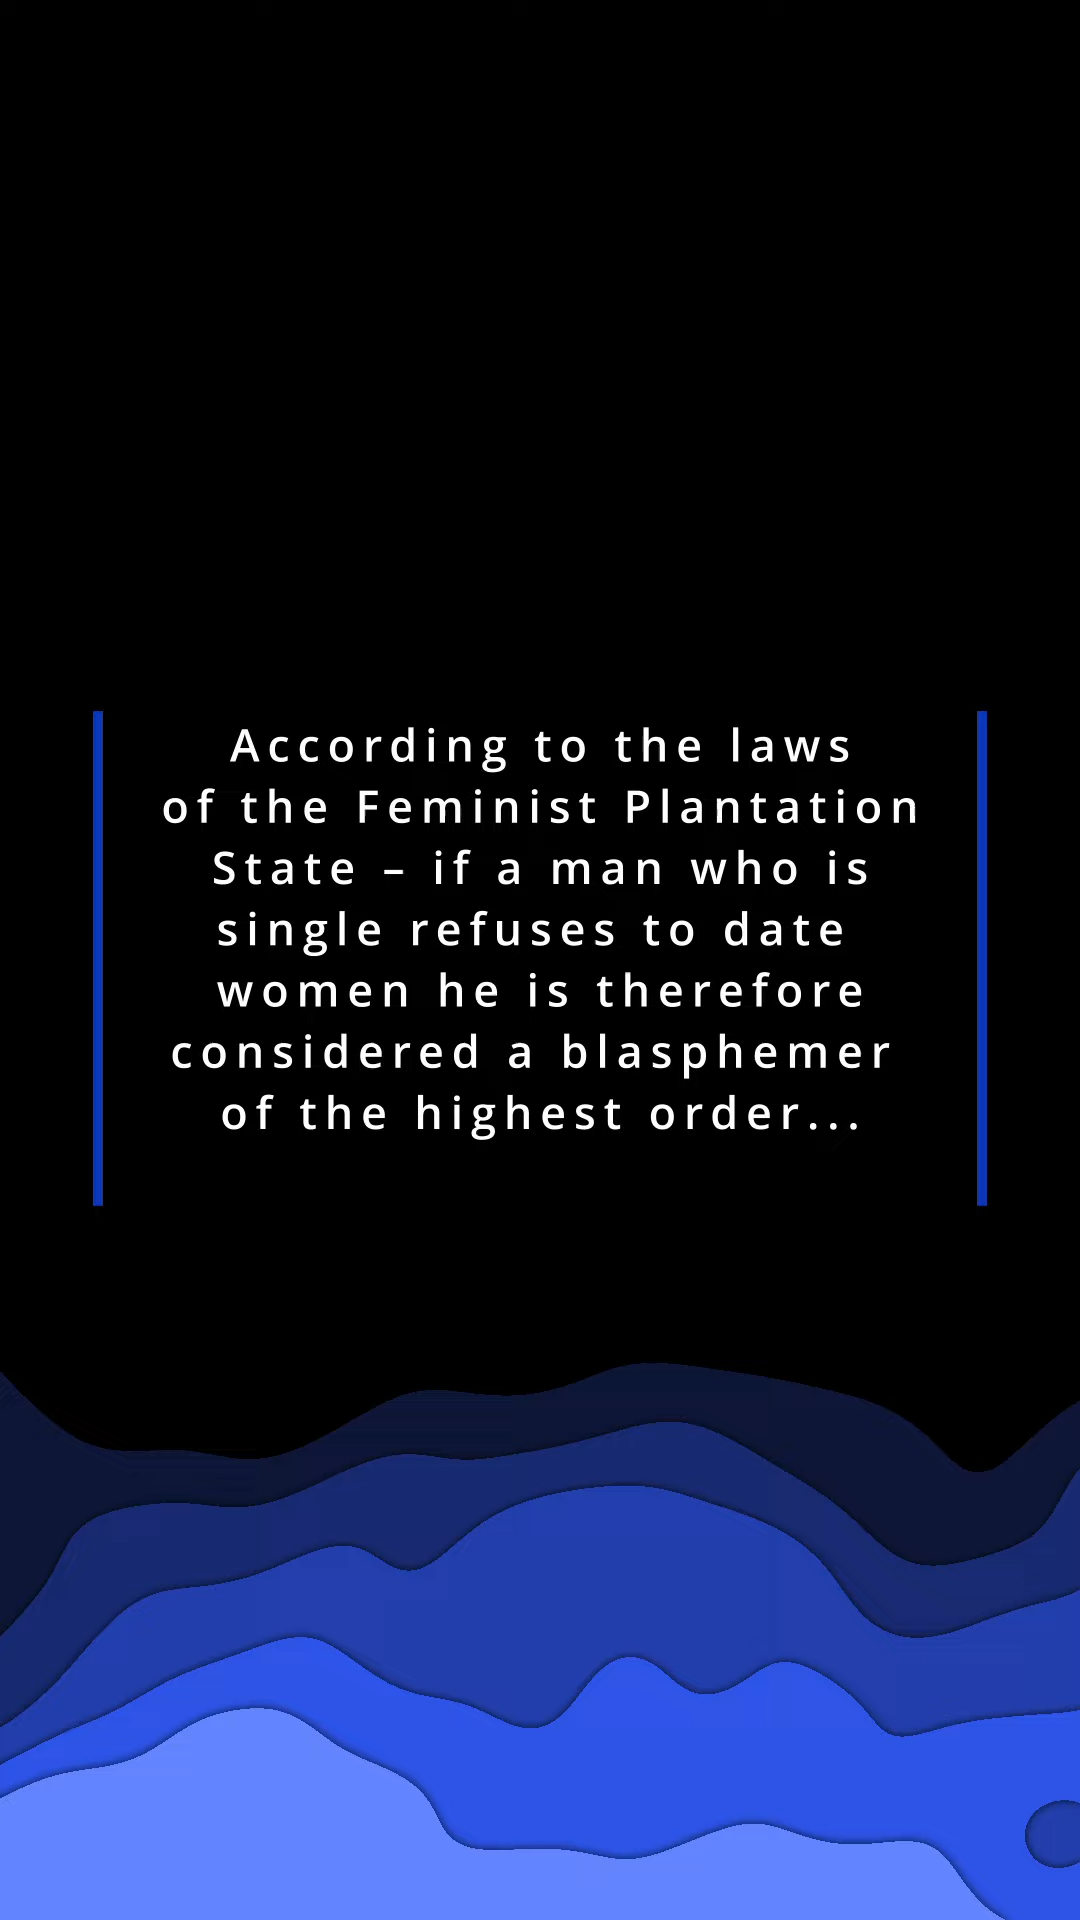 According to the laws
of the Feminist Plantation
State – if a man who is
single refuses to date
women he is therefore
considered a blasphemer
of the highest order...